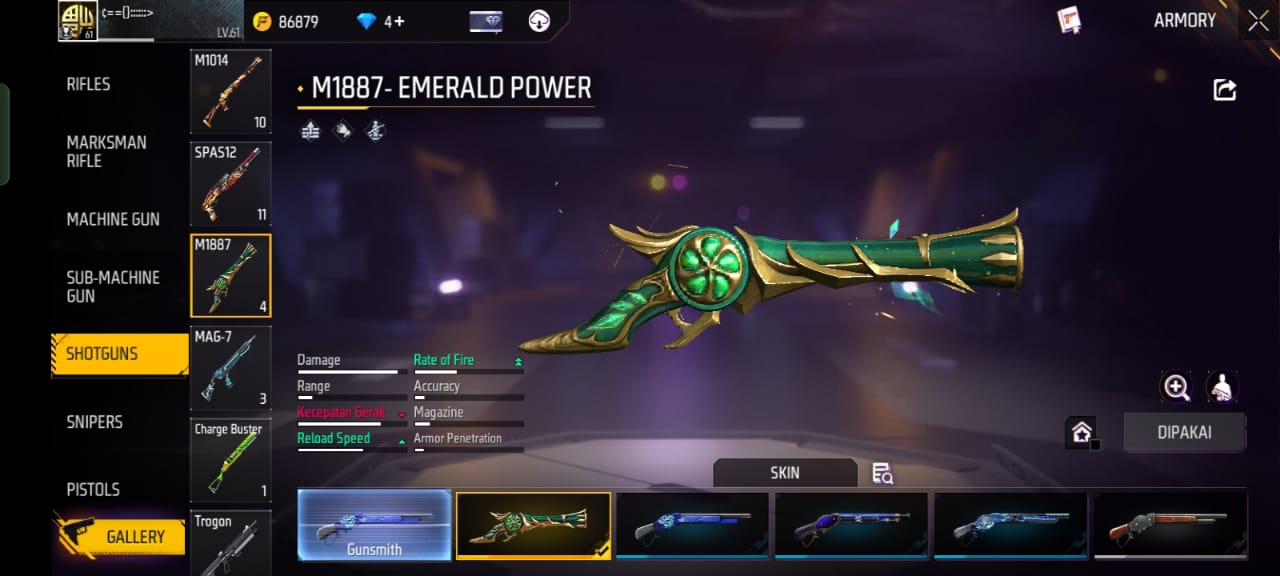 ¢==():::::>
61
LV.61
86879
4+
ARMORY
RIFLES
MARKSMAN
RIFLE
MACHINE GUN
SUB-MACHINE
GUN
SHOTGUNS
SNIPERS
PISTOLS
GALLERY
M1014
10
SPAS12
11
M1887
4
MAG-7
3
Charge Buster
1
Trogon
M1887- EMERALD POWER
Damage
Rate of Fire
Range
Accuracy
Kecepatan Gerak
Magazine
Reload Speed
Armor Penetration
DIPAKAI
SKIN
Gunsmith